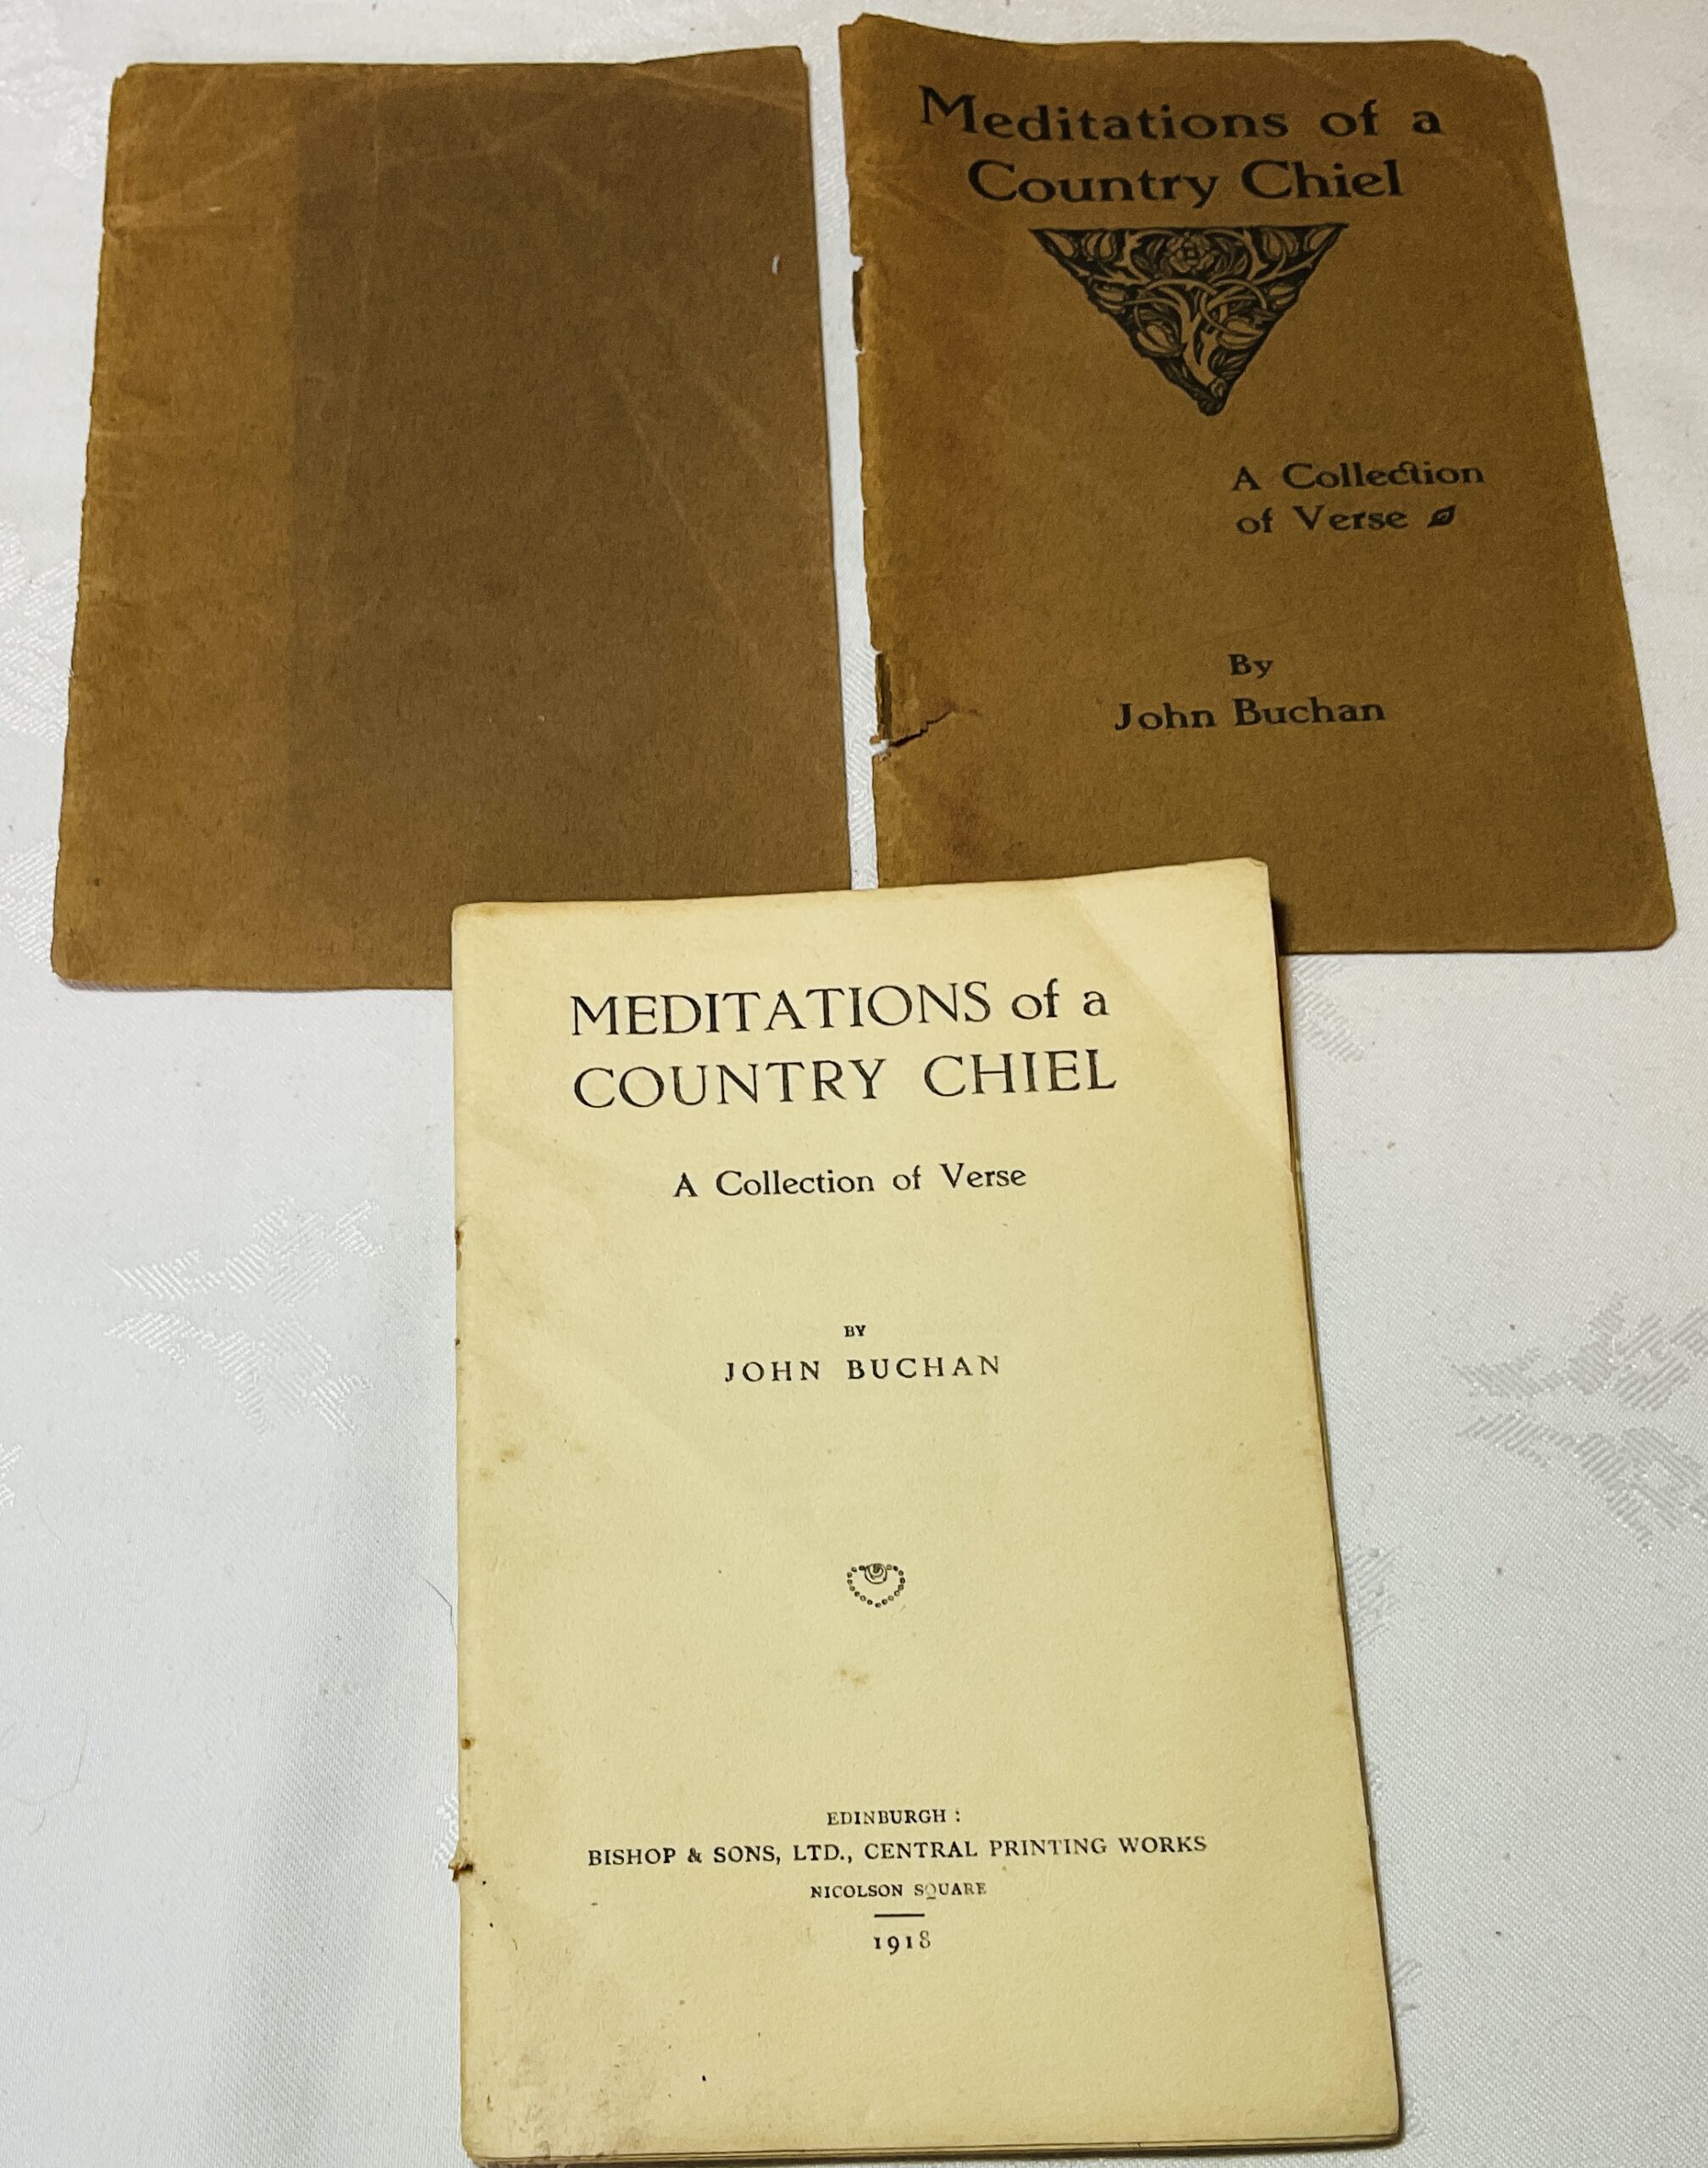 Meditations of a
Country Chiel
A Collection
of Verse
By
John Buchan
MEDITATIONS of a
COUNTRY CHIEL
A Collection of Verse
BY
JOHN BUCHAN
EDINBURGH :
BISHOP & SONS, LTD., CENTRAL PRINTING WORKS
NICOLSON SQUARE
1918